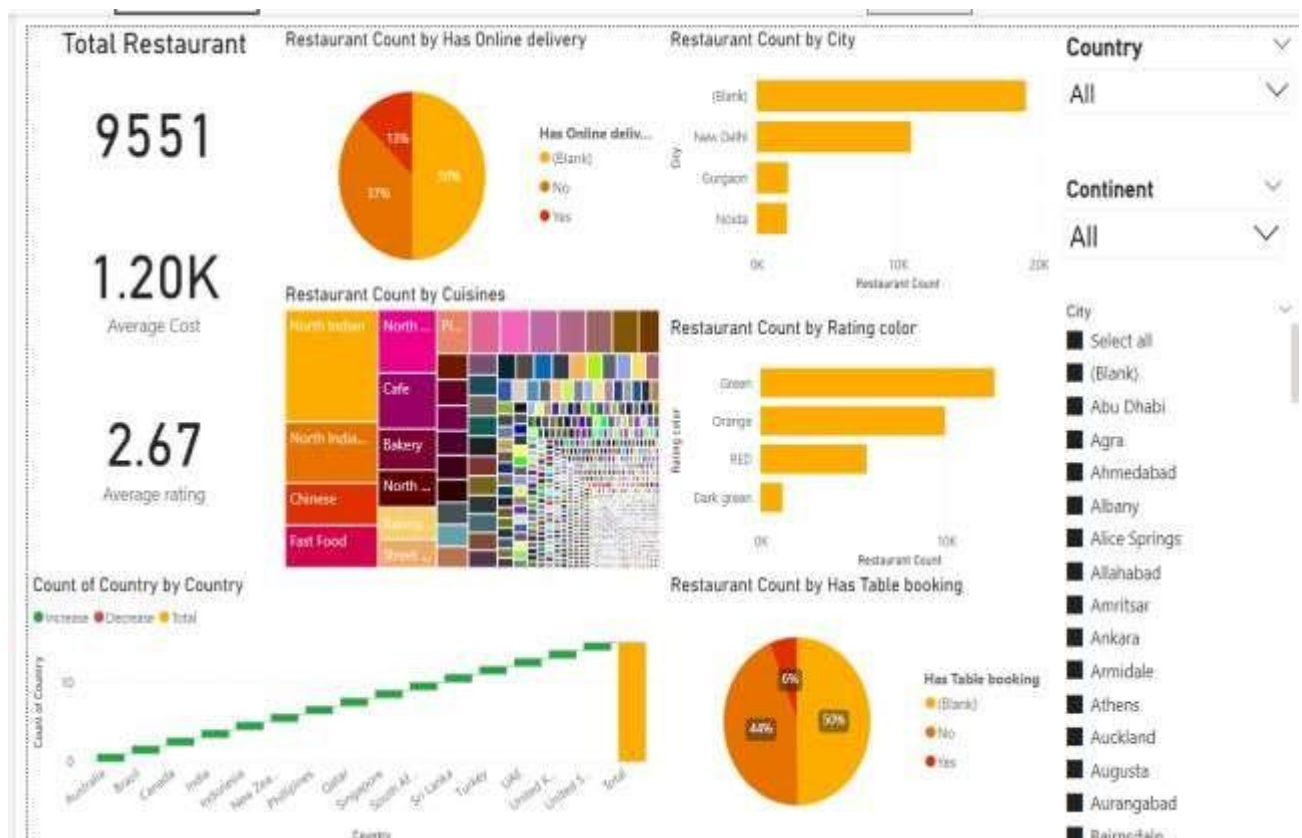 Total Restaurant
9551
1.20K
Average Cost
2.67
Average rating
Restaurant Count by Has Online delivery
13%
37%
50%
Has Online deliv...
(Blank)
No
Yes
Restaurant Count by City
City
(Blank)
New Delhi
Gurgaon
Noida
0K
10K
20K
Restaurant Count
Country
All
Continent
All
City
Select all
(Blank)
Abu Dhabi
Agra
Ahmedabad
Albany
Alice Springs
Allahabad
Amritsar
Ankara
Armidale
Athens
Auckland
Augusta
Aurangabad
Bairnsdale
Restaurant Count by Cuisines
North Indian
North India...
Chinese
Fast Food
North ...
Cafe
Bakery
North ...
Bakery...
Street ...
Pi...
Restaurant Count by Rating color
Rating color
Green
Orange
RED
Dark green
0K
10K
Restaurant Count
Count of Country by Country
Increase
Decrease
Total
Count of Country
10
0
Australia
Brazil
Canada
India
Indonesia
New Zea...
Philipines
Qatar
Singapore
South Af...
Sri Lanka
Turkey
UAE
United K...
United S...
Total
Country
Restaurant Count by Has Table booking
6%
44%
50%
Has Table booking
(Blank)
No
Yes